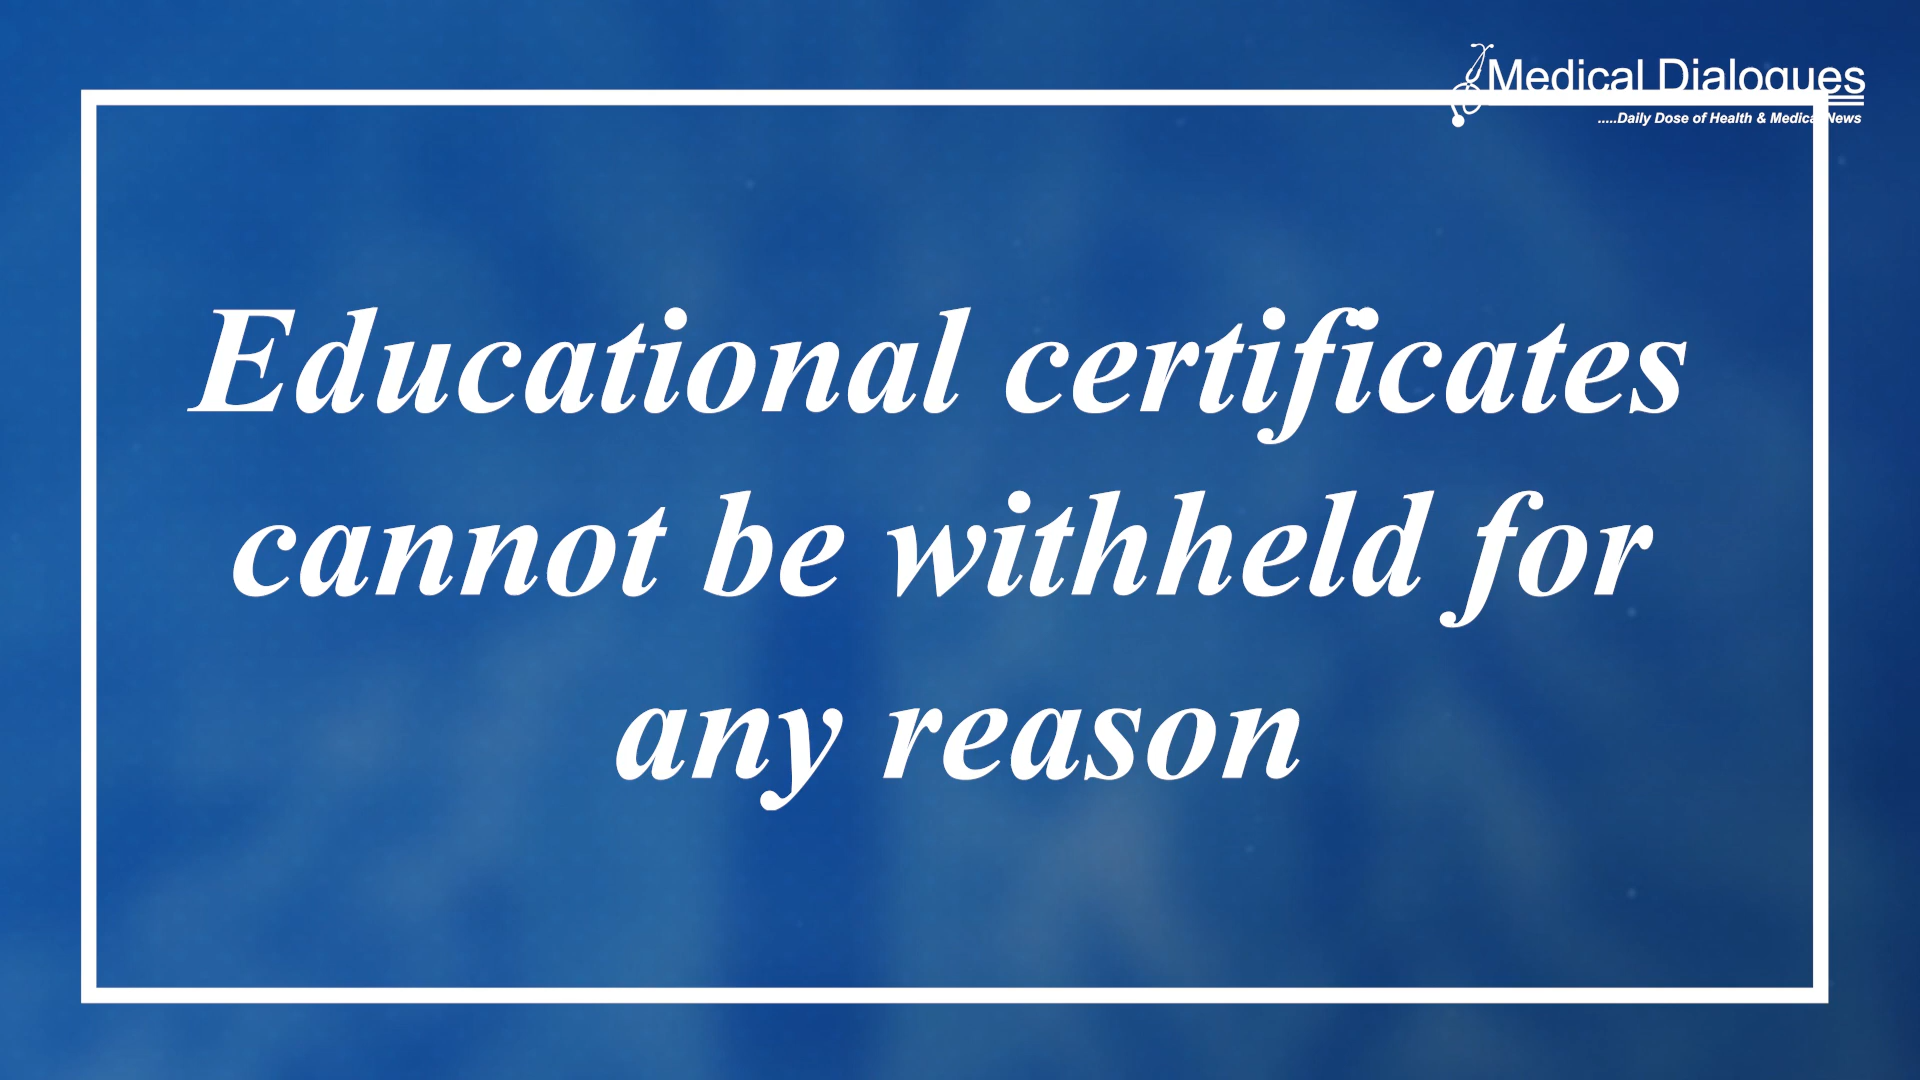 Medical Dialogues
.....Daily Dose of Health & Medical News
Educational certificates
cannot be withheld for
any reason